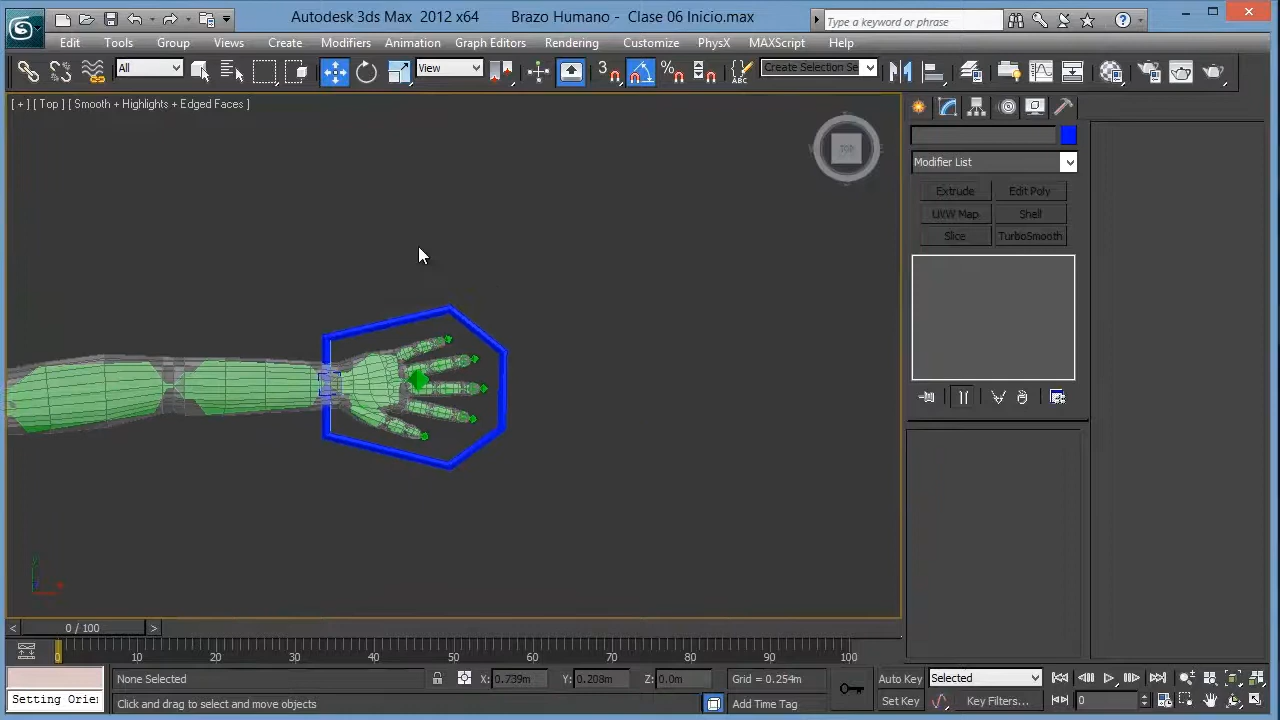 Autodesk 3ds Max 2012 x64 Brazo Humano - Clase 06 Inicio.max
Type a keyword or phrase
Edit Tools Group Views Create Modifiers Animation Graph Editors Rendering Customize PhysX MAXScript Help
All View 3 Create Selection Se
[ + ] [ Top ] [ Smooth + Highlights + Edged Faces ]
TOP
Modifier List
Extrude Edit Poly
UVW Map Shell
Slice TurboSmooth
< 0 / 100 >
0 10 20 30 40 50 60 70 80 90 100
None Selected X: 0.739m Y: 0.208m Z: 0.0m Grid = 0.254m Auto Key Selected
Setting Orie Click and drag to select and move objects Add Time Tag Set Key Key Filters... 0